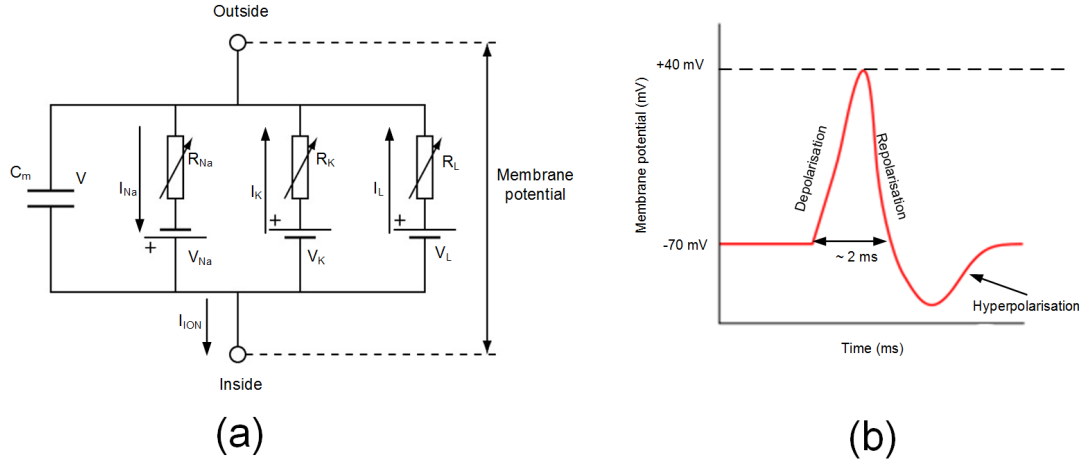 Outside
Cm
V
INa
RNa
+
VNa
IK
RK
+
VK
IL
RL
+
VL
Membrane
potential
IION
Inside
(a)
+40 mV
-70 mV
Membrane potential (mV)
Depolarisation
Repolarisation
~ 2 ms
Hyperpolarisation
Time (ms)
(b)